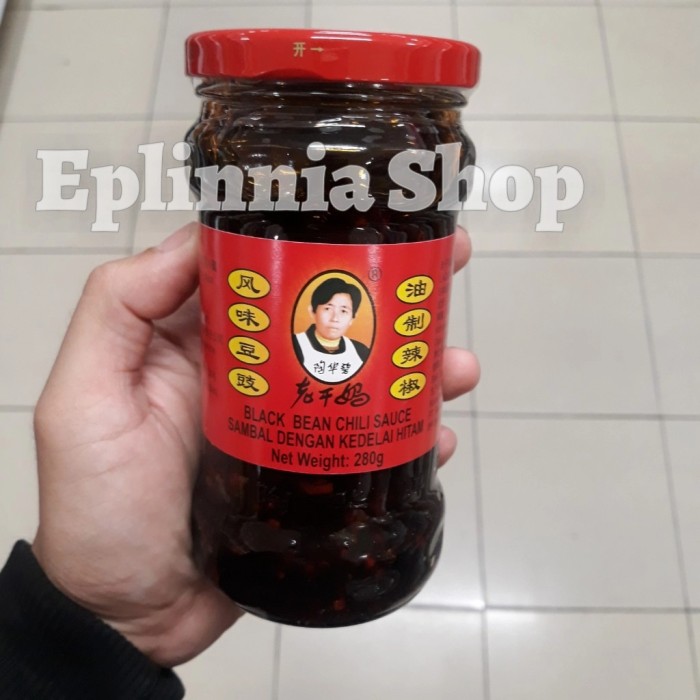 开→
Eplinnia Shop
风味豆豉
油制辣椒
®
陶华碧
老干妈
BLACK BEAN CHILI SAUCE
SAMBAL DENGAN KEDELAI HITAM
Net Weight: 280g